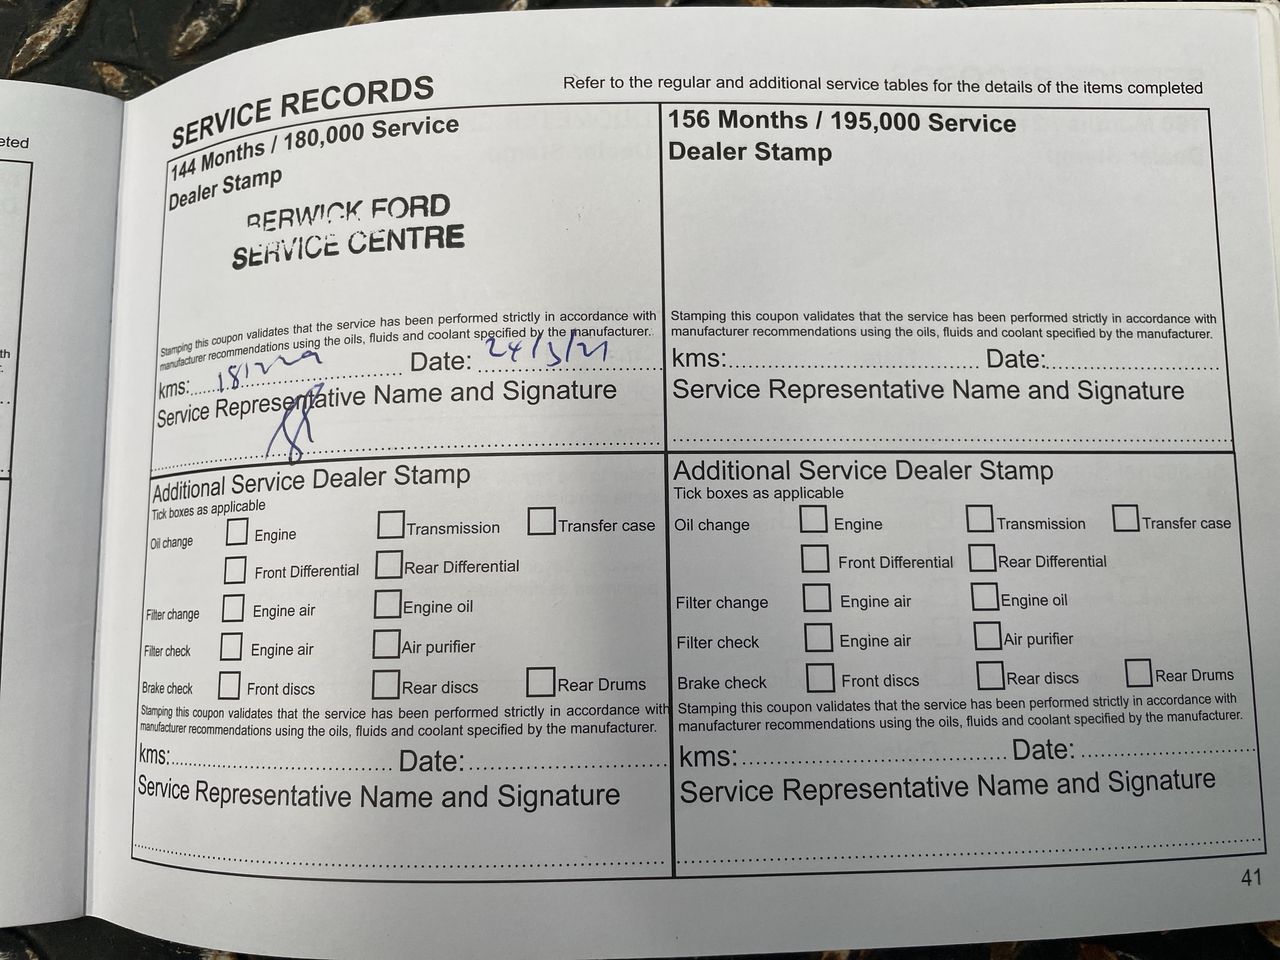 eted
th
SERVICE RECORDS
Refer to the regular and additional service tables for the details of the items completed
144 Months / 180,000 Service
Dealer Stamp
BERWICK FORD
SERVICE CENTRE
Stamping this coupon validates that the service has been performed strictly in accordance with
manufacturer recommendations using the oils, fluids and coolant specified by the manufacturer.
kms: Date: 24/3/21
Service Representative Name and Signature
156 Months / 195,000 Service
Dealer Stamp
Stamping this coupon validates that the service has been performed strictly in accordance with
manufacturer recommendations using the oils, fluids and coolant specified by the manufacturer.
kms: Date:
Service Representative Name and Signature
Additional Service Dealer Stamp
Tick boxes as applicable
Oil change Engine Transmission Transfer case
Front Differential Rear Differential
Filter change Engine air Engine oil
Filter check Engine air Air purifier
Brake check Front discs Rear discs Rear Drums
Stamping this coupon validates that the service has been performed strictly in accordance with
manufacturer recommendations using the oils, fluids and coolant specified by the manufacturer.
kms: Date:
Service Representative Name and Signature
Additional Service Dealer Stamp
Tick boxes as applicable
Oil change Engine Transmission Transfer case
Front Differential Rear Differential
Filter change Engine air Engine oil
Filter check Engine air Air purifier
Brake check Front discs Rear discs Rear Drums
Stamping this coupon validates that the service has been performed strictly in accordance with
manufacturer recommendations using the oils, fluids and coolant specified by the manufacturer.
kms: Date:
Service Representative Name and Signature
41